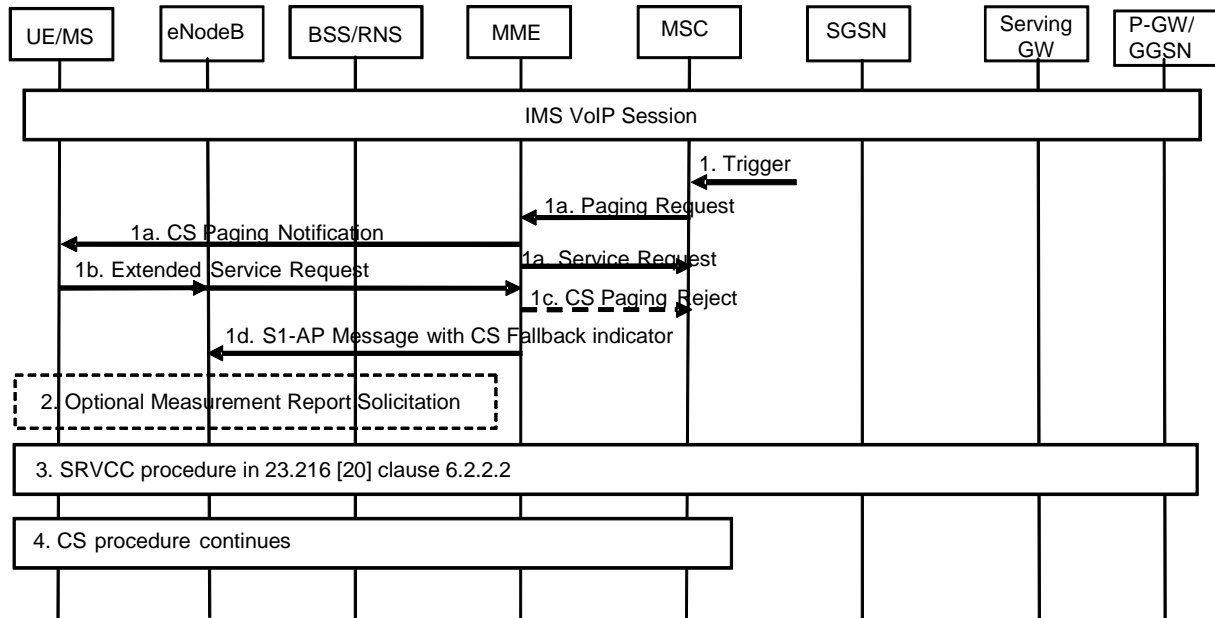 UE/MS
eNodeB
BSS/RNS
MME
MSC
SGSN
Serving
GW
P-GW/
GGSN
IMS VoIP Session
1. Trigger
1a. Paging Request
1a. CS Paging Notification
1a. Service Request
1b. Extended Service Request
1c. CS Paging Reject
1d. S1-AP Message with CS Fallback indicator
2. Optional Measurement Report Solicitation
3. SRVCC procedure in 23.216 [20] clause 6.2.2.2
4. CS procedure continues